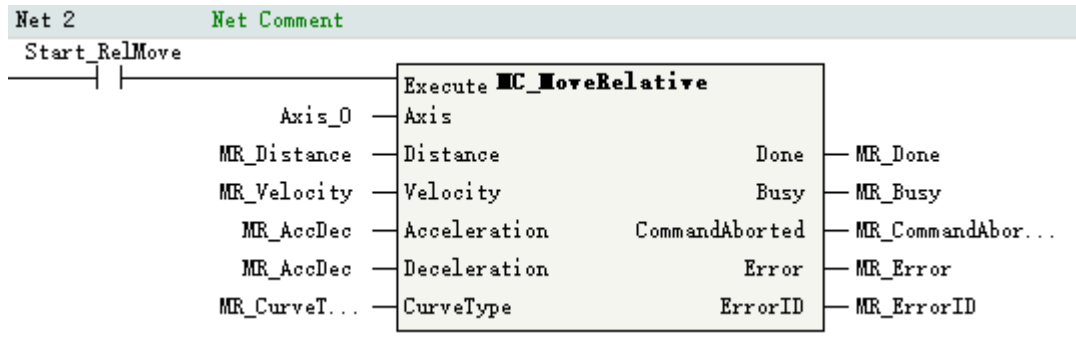 Net 2 Net Comment
Start_RelMove
Execute MC_MoveRelative
Axis_0 Axis
MR_Distance Distance Done MR_Done
MR_Velocity Velocity Busy MR_Busy
MR_AccDec Acceleration CommandAborted MR_CommandAbor...
MR_AccDec Deceleration Error MR_Error
MR_CurveT... CurveType ErrorID MR_ErrorID